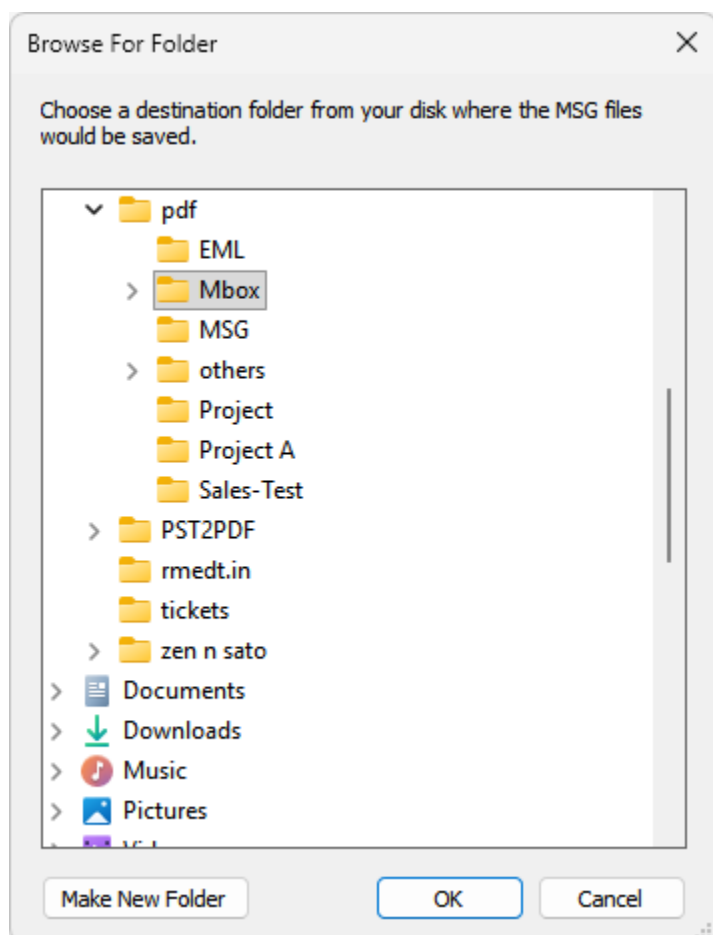 Browse For Folder
Choose a destination folder from your disk where the MSG files
would be saved.
pdf
EML
Mbox
MSG
others
Project
Project A
Sales-Test
PST2PDF
rmedt.in
tickets
zen n sato
Documents
Downloads
Music
Pictures
Make New Folder
OK
Cancel